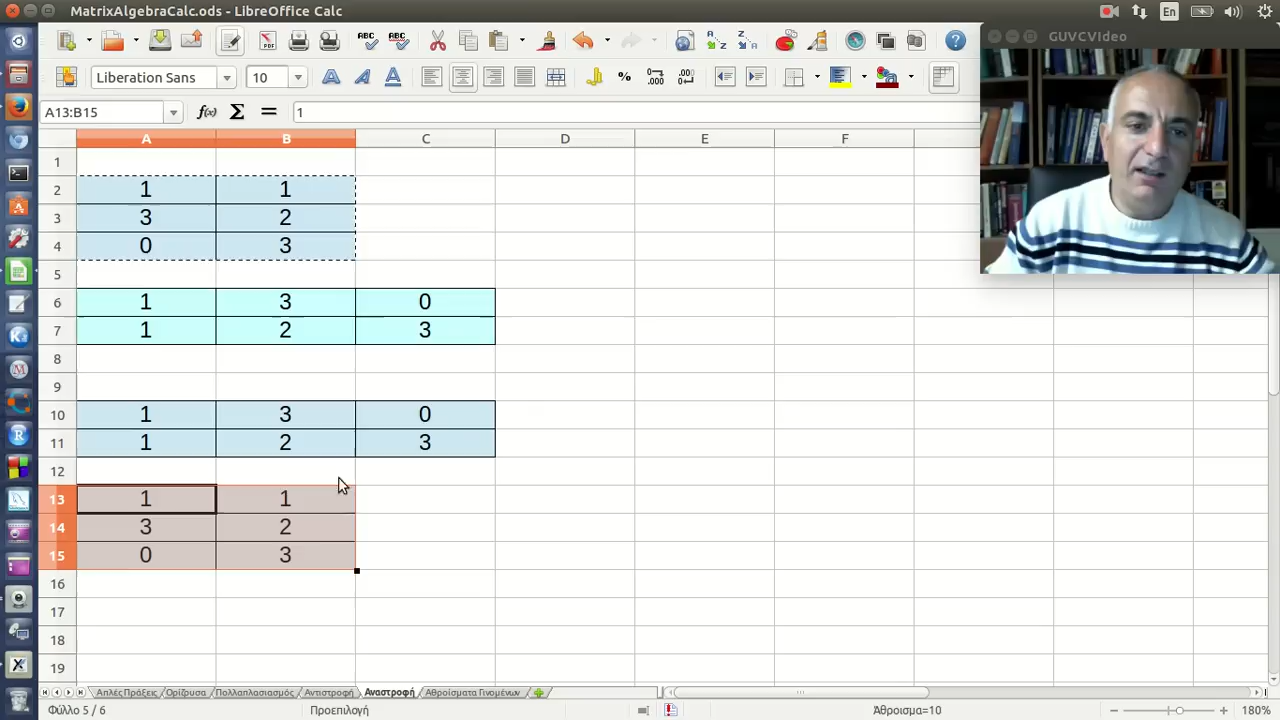 MatrixAlgebraCalc.ods - LibreOffice Calc
En
GUVCVIdeo
Liberation Sans
10
A13:B15
1
A B C D E F
1
2 1 1
3 3 2
4 0 3
5
6 1 3 0
7 1 2 3
8
9
10 1 3 0
11 1 2 3
12
13 1 1
14 3 2
15 0 3
16
17
18
19
Απλές Πράξεις Ορίζουσα Πολλαπλασιασμός Αντιστροφή Αναστροφή Αθροίσματα Γινομένων
Φύλλο 5 / 6 Προεπιλογή Άθροισμα=10 180%